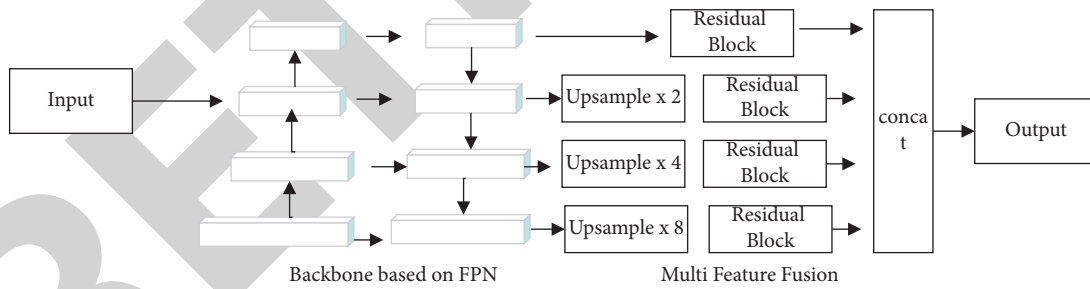 Input
Residual
Block
Upsample x 2
Residual
Block
Upsample x 4
Residual
Block
Upsample x 8
Residual
Block
conca
t
Output
Backbone based on FPN
Multi Feature Fusion